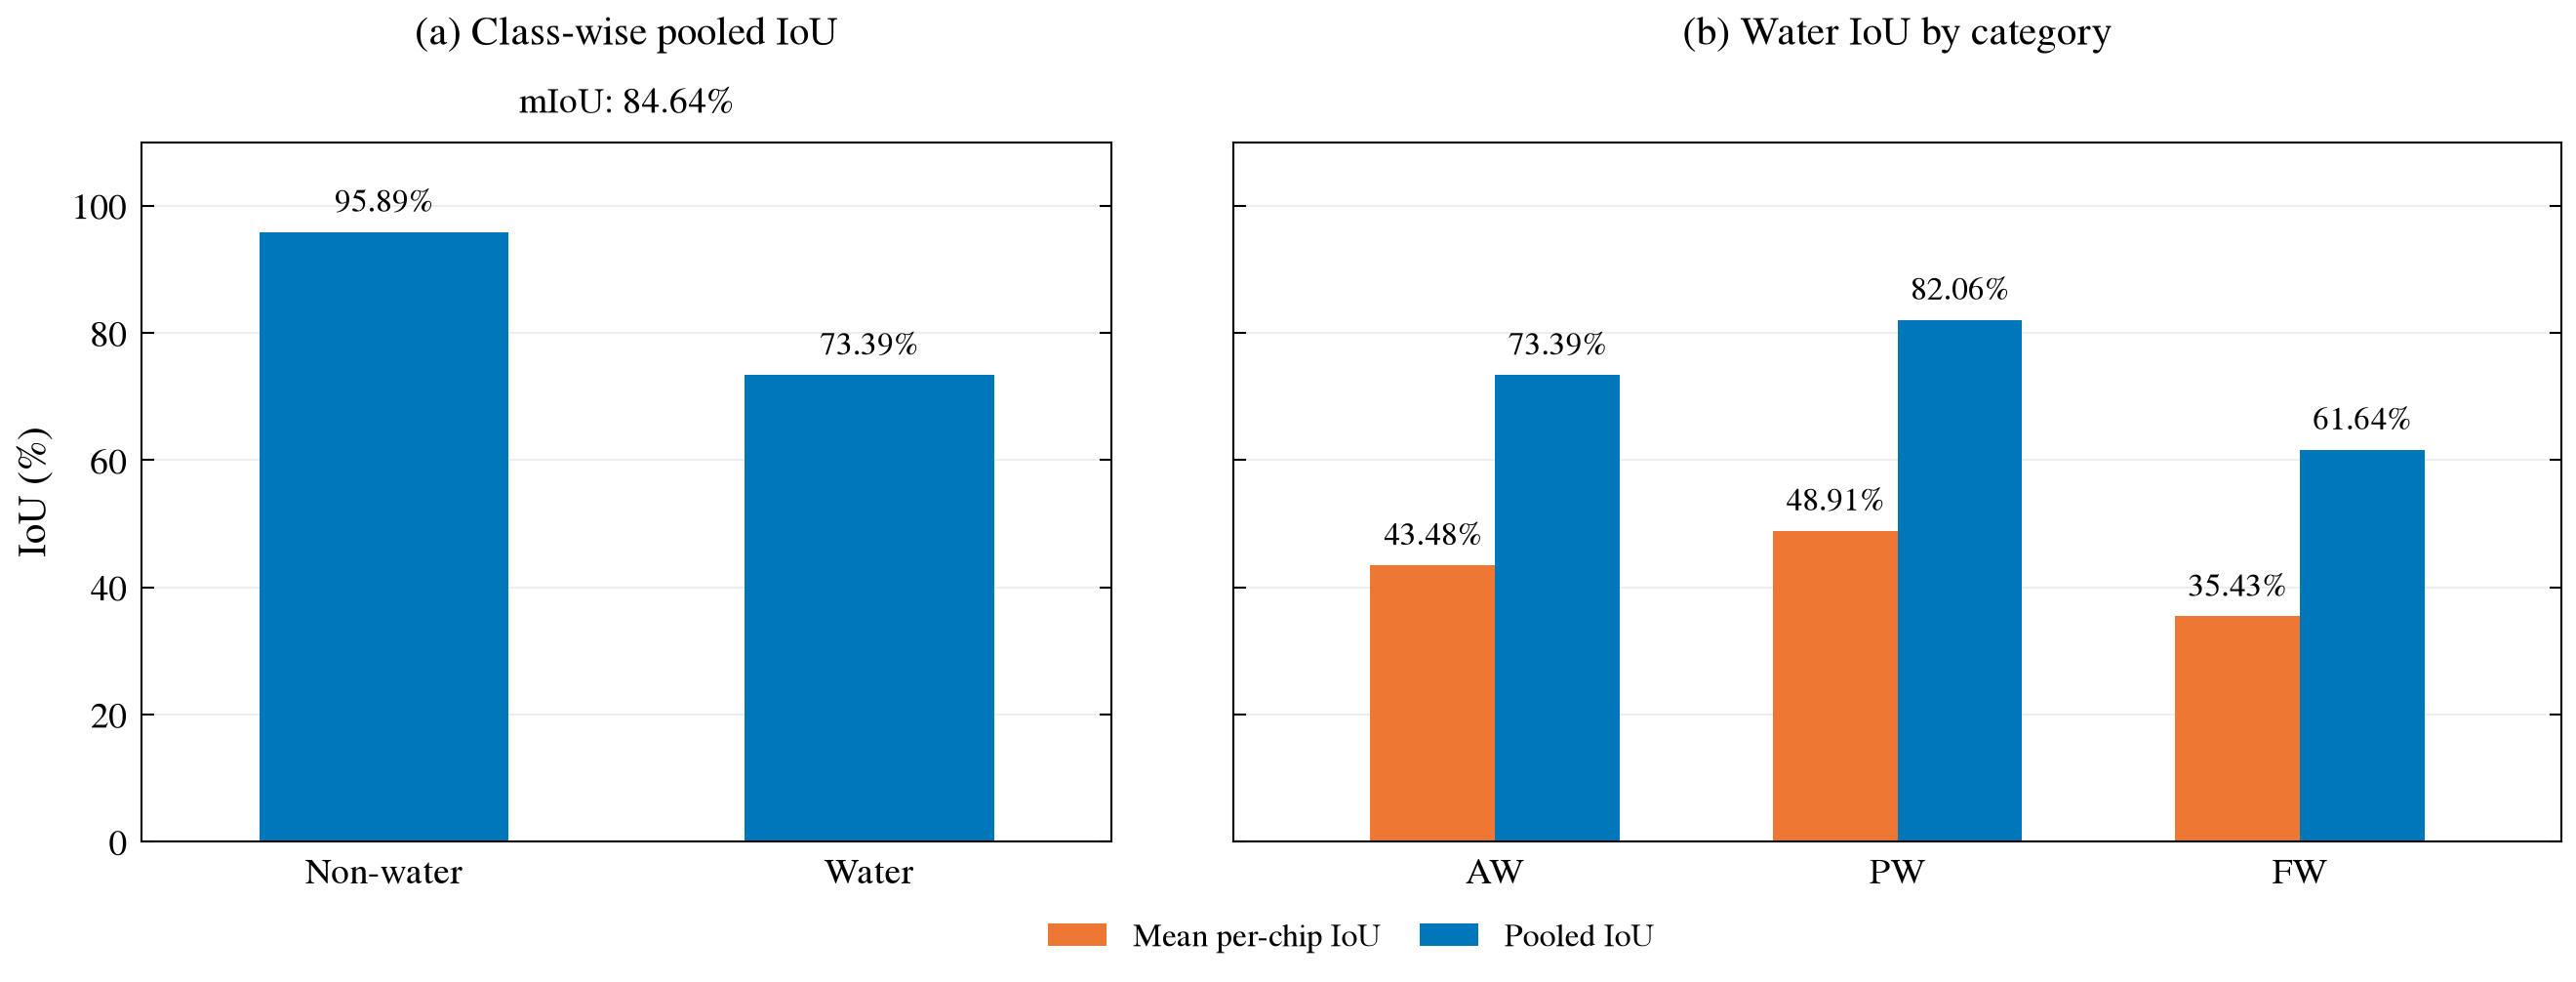 (a) Class-wise pooled IoU
mIoU: 84.64%
IoU (%)
100
80
60
40
20
0
95.89%
73.39%
Non-water
Water
(b) Water IoU by category
43.48%
73.39%
48.91%
82.06%
35.43%
61.64%
AW
PW
FW
Mean per-chip IoU
Pooled IoU